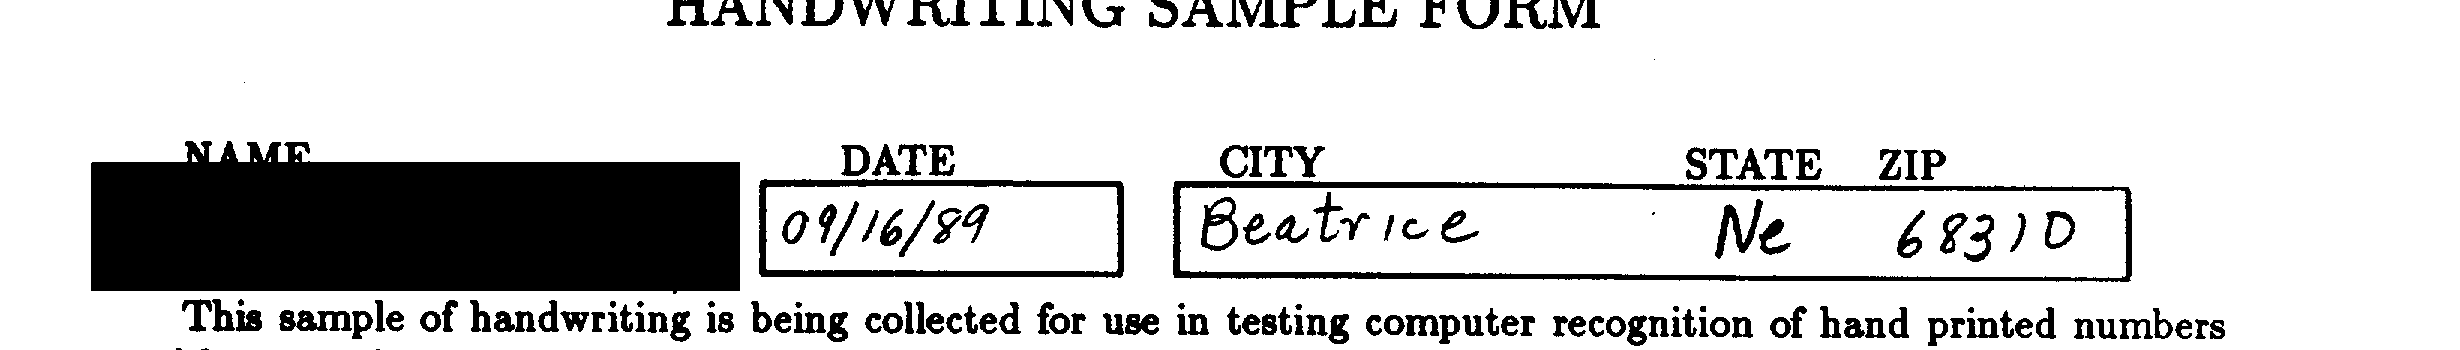 HANDWRITING SAMPLE FORM
NAME DATE CITY STATE ZIP
09/16/89 Beatrice Ne 68310
This sample of handwriting is being collected for use in testing computer recognition of hand printed numbers